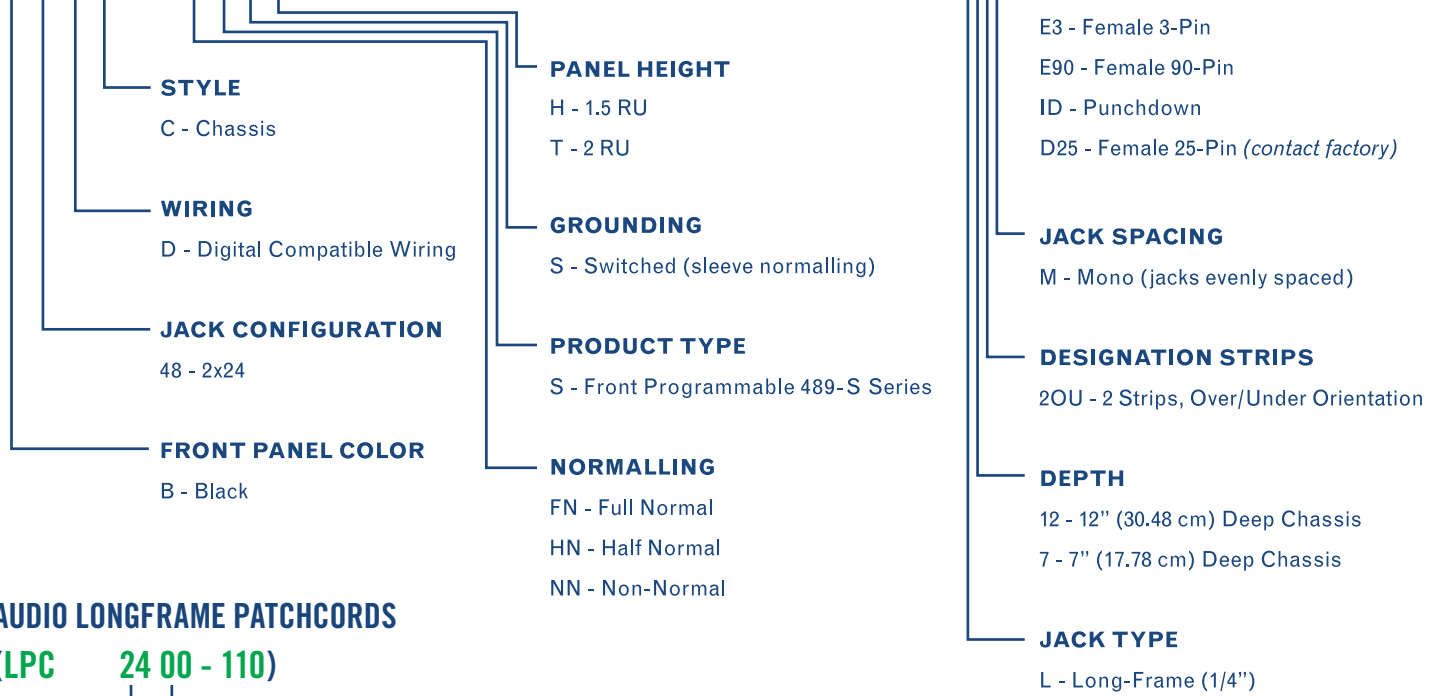 STYLE
C - Chassis
WIRING
D - Digital Compatible Wiring
JACK CONFIGURATION
48 - 2x24
FRONT PANEL COLOR
B - Black
PANEL HEIGHT
H - 1.5 RU
T - 2 RU
GROUNDING
S - Switched (sleeve normalling)
PRODUCT TYPE
S - Front Programmable 489-S Series
NORMALLING
FN - Full Normal
HN - Half Normal
NN - Non-Normal
E3 - Female 3-Pin
E90 - Female 90-Pin
ID - Punchdown
D25 - Female 25-Pin (contact factory)
JACK SPACING
M - Mono (jacks evenly spaced)
DESIGNATION STRIPS
2OU - 2 Strips, Over/Under Orientation
DEPTH
12 - 12” (30.48 cm) Deep Chassis
7 - 7” (17.78 cm) Deep Chassis
JACK TYPE
L - Long-Frame (1/4”)
AUDIO LONGFRAME PATCHCORDS
(LPC 24 00 - 110)